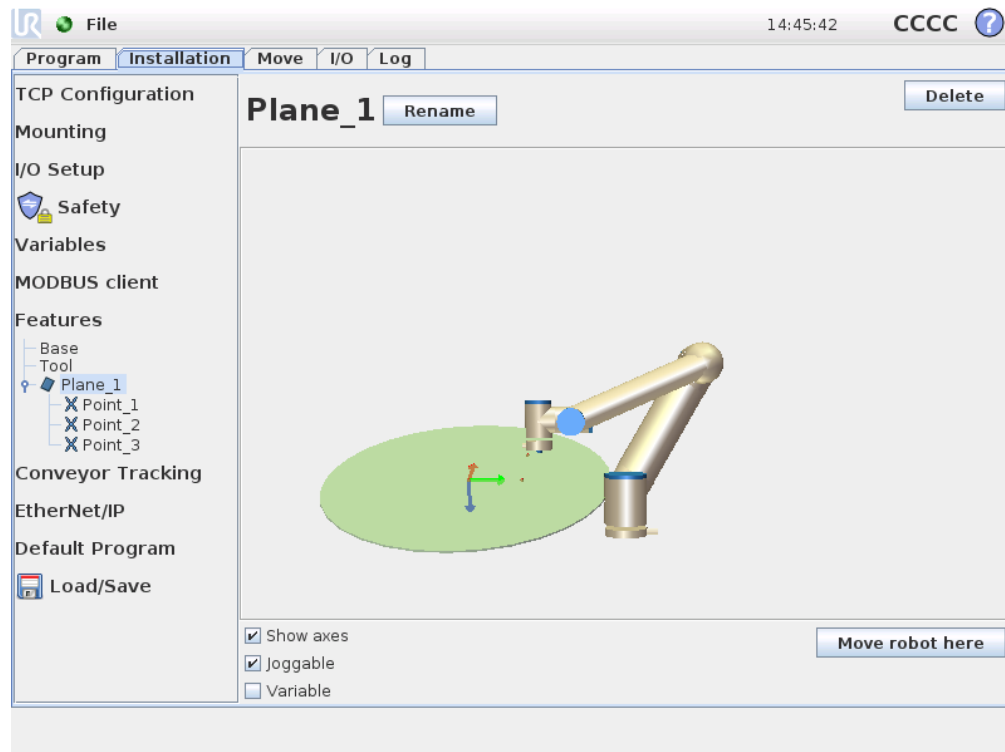 UR File 14:45:42 CCCC ?
Program Installation Move I/O Log
TCP Configuration
Mounting
I/O Setup
Safety
Variables
MODBUS client
Features
Base
Tool
Plane_1
Point_1
Point_2
Point_3
Conveyor Tracking
EtherNet/IP
Default Program
Load/Save
Plane_1 Rename Delete
Show axes
Joggable
Variable
Move robot here